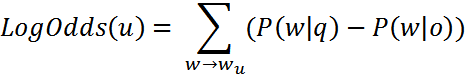 LogOdds(u) = ∑_{w→w_u} (P(w|q) − P(w|o))